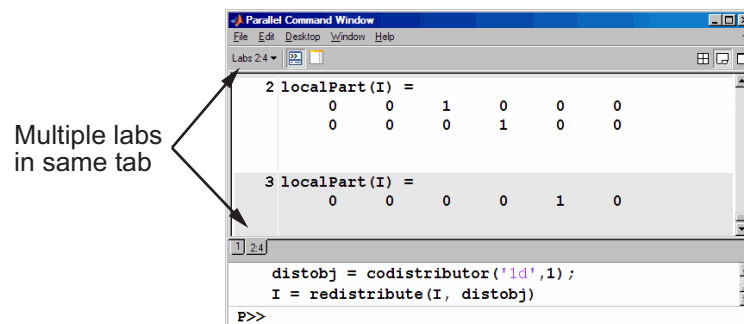 Parallel Command Window
File Edit Desktop Window Help
Labs 2:4
2 localPart(I) =
0 0 1 0 0 0
0 0 0 1 0 0
Multiple labs
in same tab
3 localPart(I) =
0 0 0 0 1 0
1 2:4
distobj = codistributor('1d',1);
I = redistribute(I, distobj)
P>>